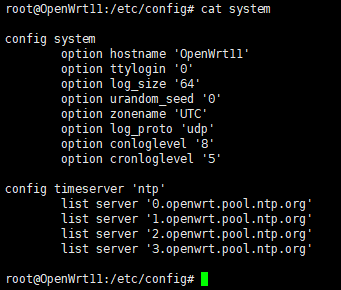 root@OpenWrt11:/etc/config# cat system
config system
option hostname 'OpenWrt11'
option ttylogin '0'
option log_size '64'
option urandom_seed '0'
option zonename 'UTC'
option log_proto 'udp'
option conloglevel '8'
option cronloglevel '5'
config timeserver 'ntp'
list server '0.openwrt.pool.ntp.org'
list server '1.openwrt.pool.ntp.org'
list server '2.openwrt.pool.ntp.org'
list server '3.openwrt.pool.ntp.org'
root@OpenWrt11:/etc/config#